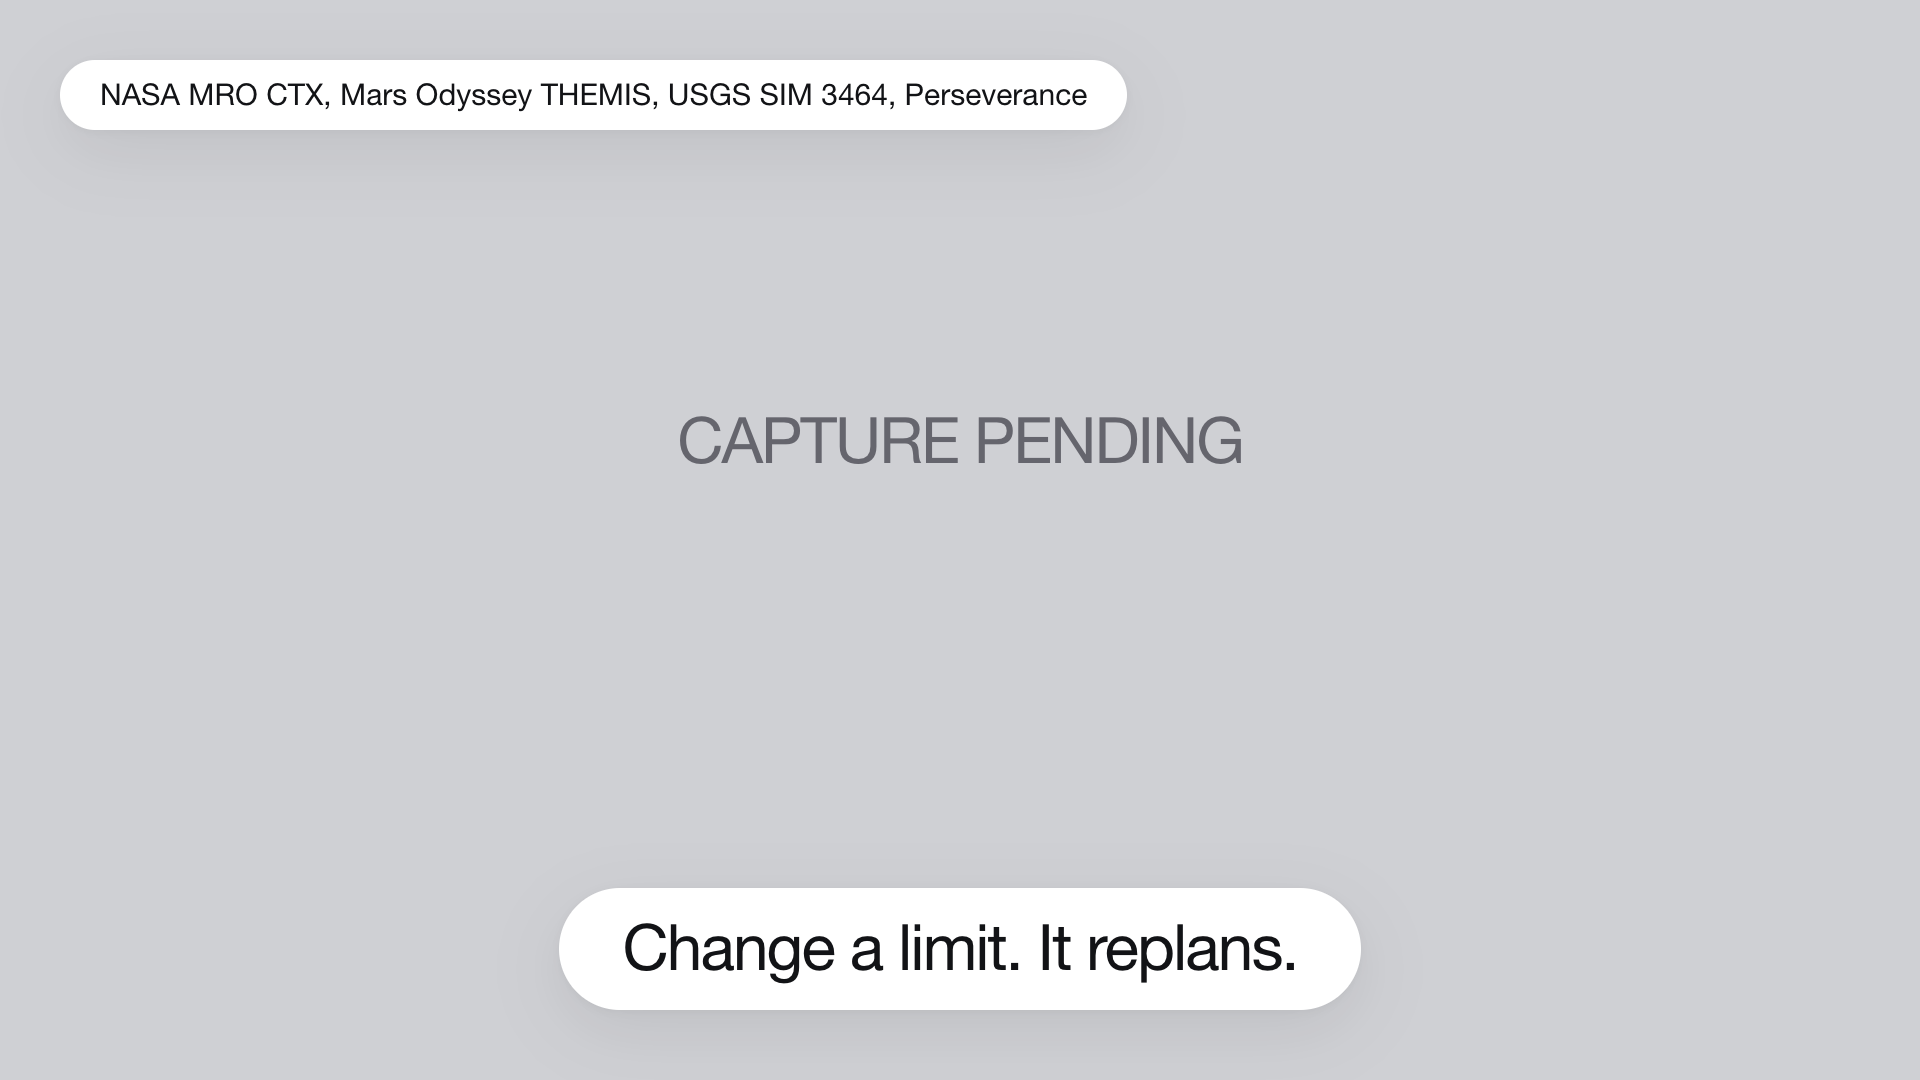 NASA MRO CTX, Mars Odyssey THEMIS, USGS SIM 3464, Perseverance
CAPTURE PENDING
Change a limit. It replans.